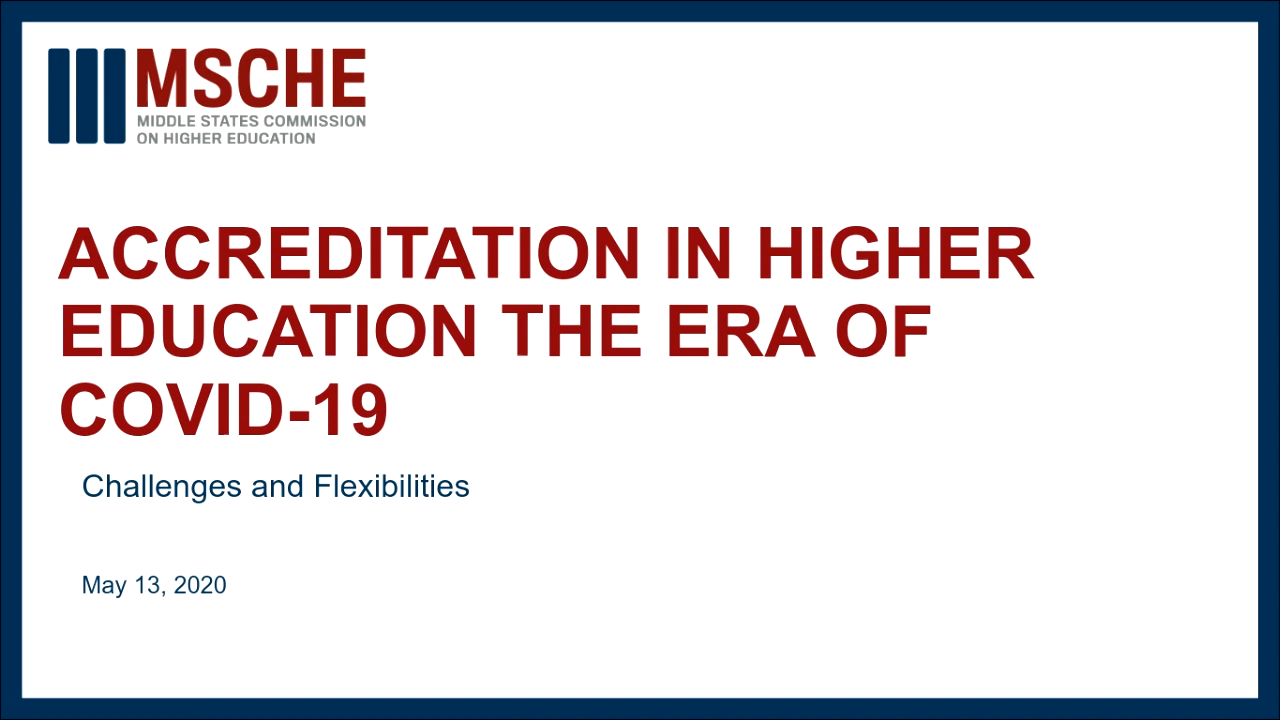 MSCHE
MIDDLE STATES COMMISSION
ON HIGHER EDUCATION
ACCREDITATION IN HIGHER
EDUCATION THE ERA OF
COVID-19
Challenges and Flexibilities
May 13, 2020